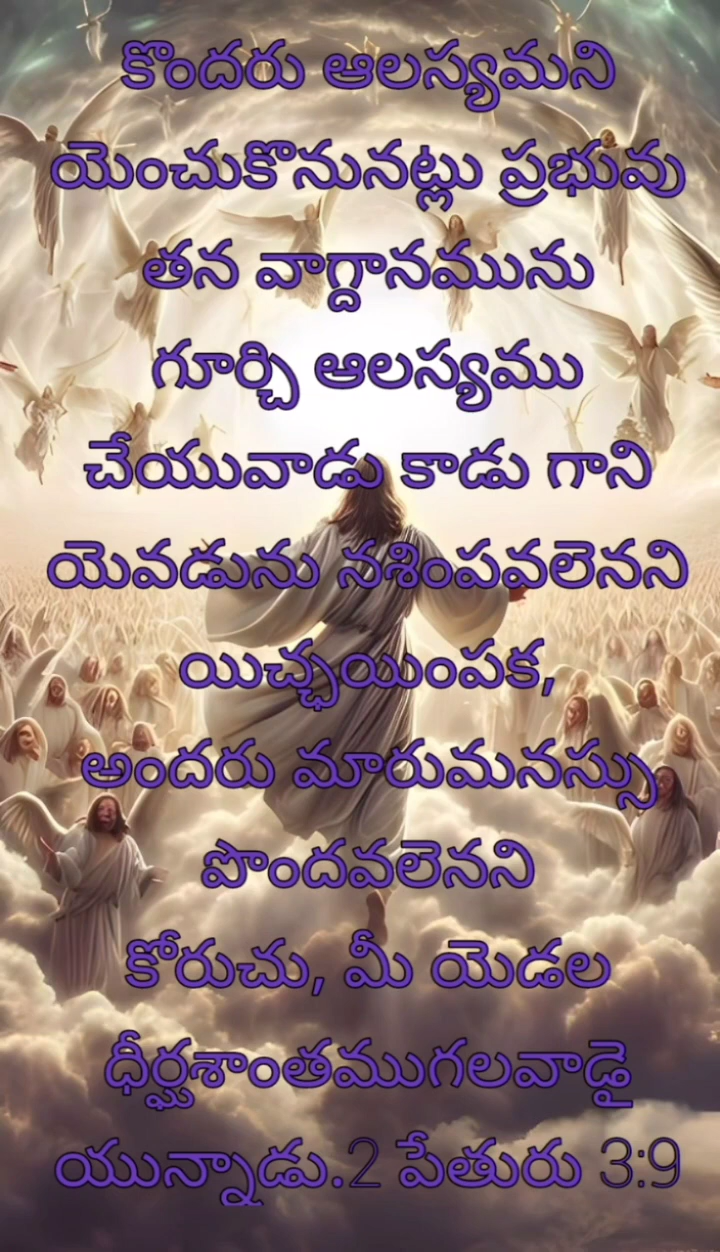 కొందరు ఆలస్యమని
యెంచుకొనునట్లు ప్రభువు
తన వాగ్దానమును
గూర్చి ఆలస్యము
చేయువాడు కాడు గాని
యెవడును నశింపవలెనని
యిచ్ఛయింపక,
అందరు మారుమనస్సు
పొందవలెనని
కోరుచు, మీ యెడల
ధీర్ఘశాంతముగలవాడై
యున్నాడు.2 పేతురు 3:9